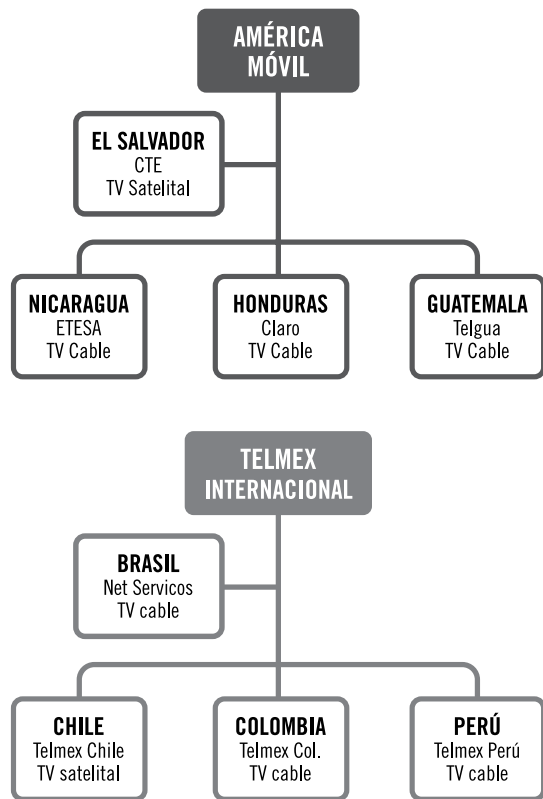 AMÉRICA
MÓVIL
EL SALVADOR
CTE
TV Satelital
NICARAGUA
ETESA
TV Cable
HONDURAS
Claro
TV Cable
GUATEMALA
Telgua
TV Cable
TELMEX
INTERNACIONAL
BRASIL
Net Servicos
TV cable
CHILE
Telmex Chile
TV satelital
COLOMBIA
Telmex Col.
TV cable
PERÚ
Telmex Perú
TV cable